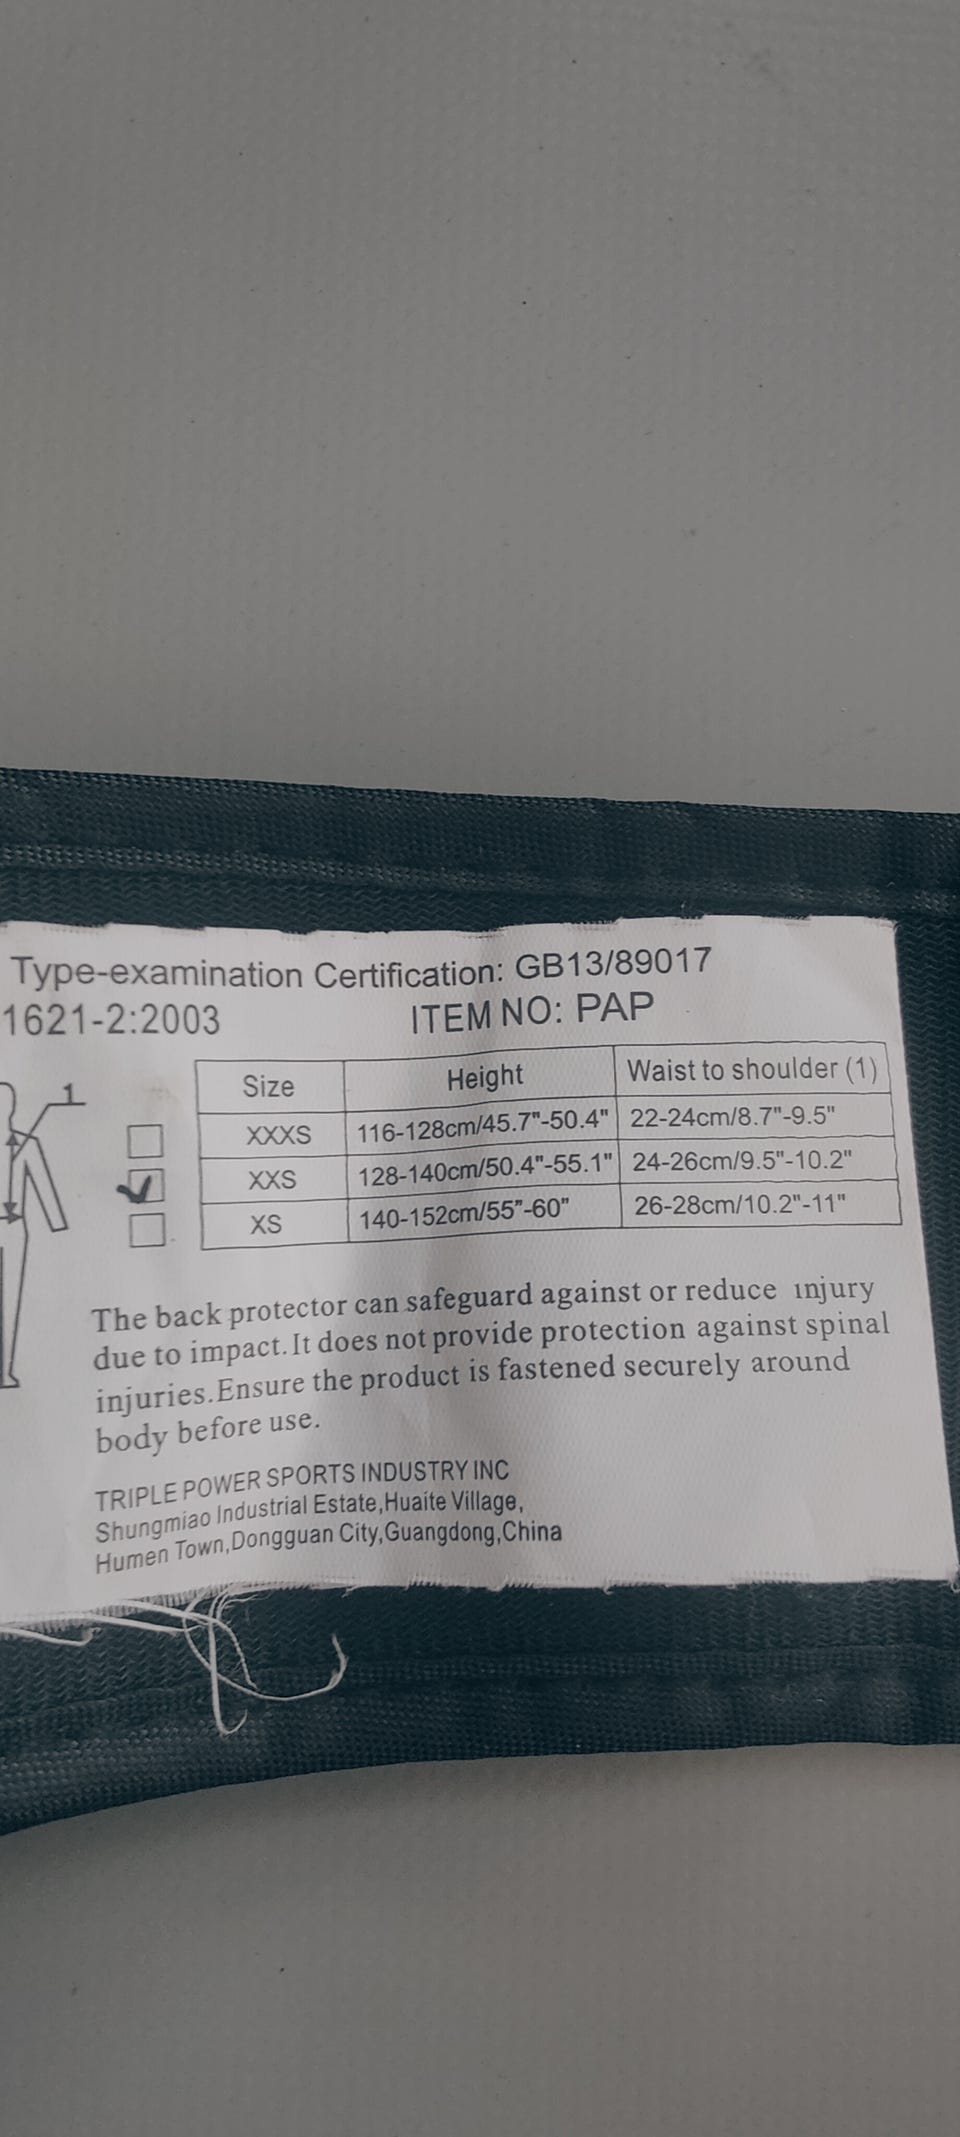 Type-examination Certification: GB13/89017
1621-2:2003 ITEM NO: PAP
1
Size Height Waist to shoulder (1)
XXXS 116-128cm/45.7"-50.4" 22-24cm/8.7"-9.5"
XXS 128-140cm/50.4"-55.1" 24-26cm/9.5"-10.2"
XS 140-152cm/55"-60" 26-28cm/10.2"-11"
The back protector can safeguard against or reduce injury
due to impact.It does not provide protection against spinal
injuries.Ensure the product is fastened securely around
body before use.
TRIPLE POWER SPORTS INDUSTRY INC
Shungmiao Industrial Estate,Huaite Village,
Humen Town,Dongguan City,Guangdong,China